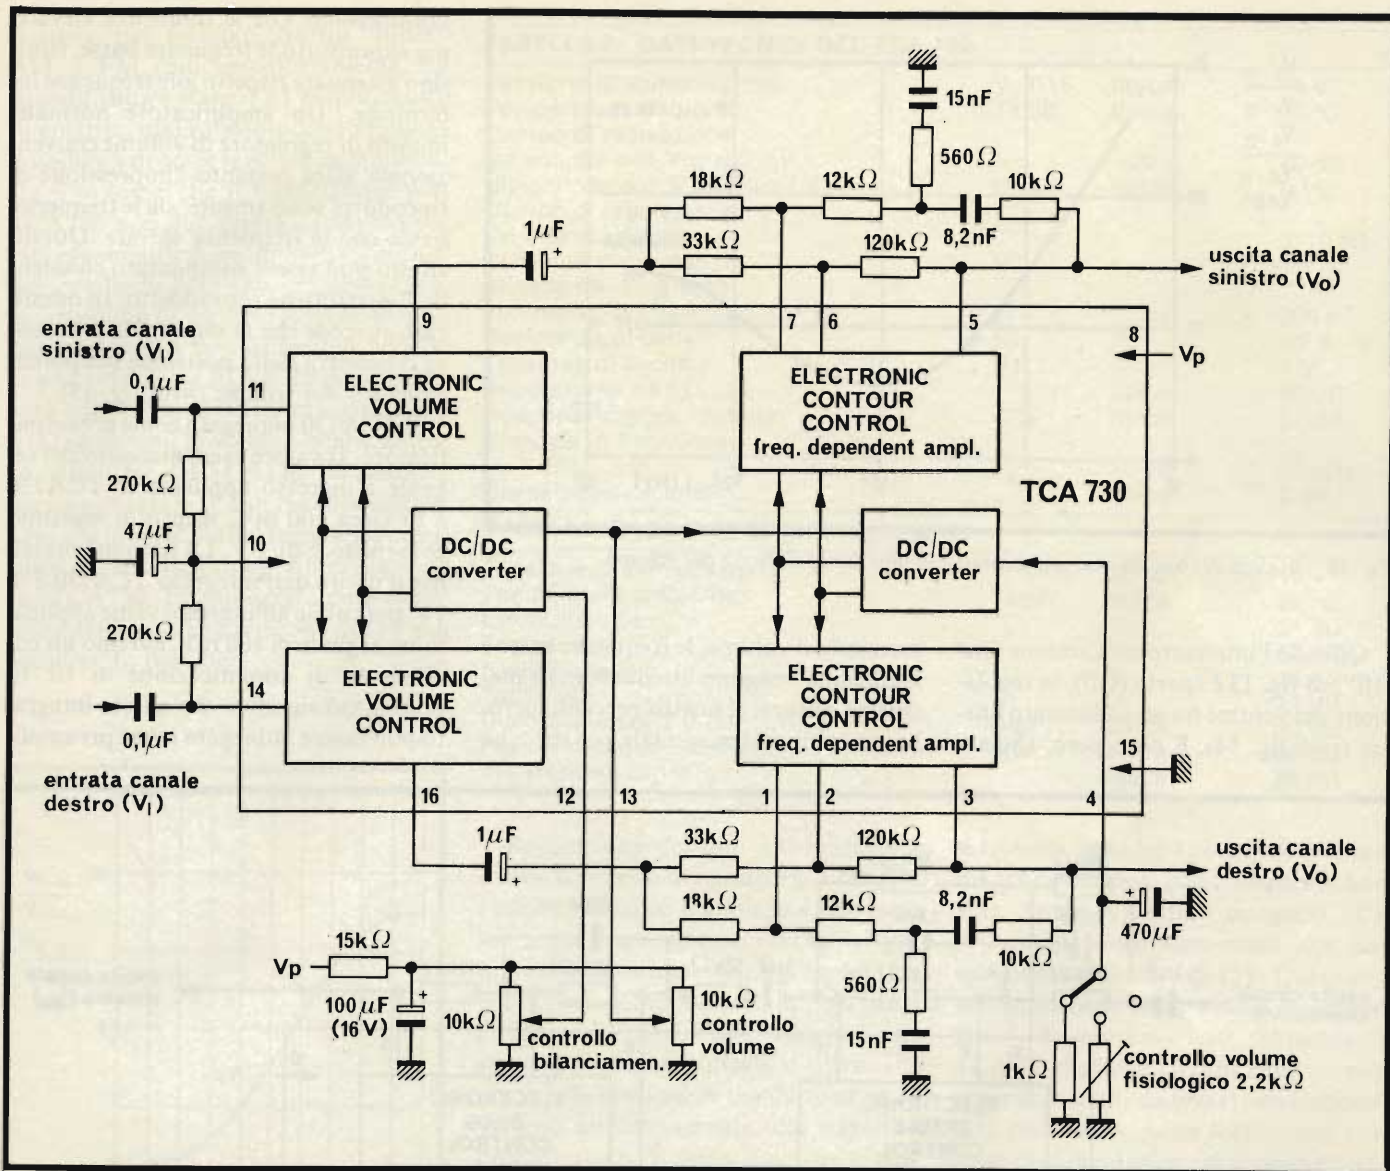 15nF
560Ω
18kΩ
12kΩ
10kΩ
8,2nF
1μF
+
33kΩ
120kΩ
uscita canale
sinistro (Vo)
9
7
6
5
8
Vp
entrata canale
sinistro (VI)
0,1μF
11
ELECTRONIC
VOLUME
CONTROL
ELECTRONIC
CONTOUR
CONTROL
freq. dependent ampl.
TCA 730
270kΩ
47μF
+
10
DC/DC
converter
DC/DC
converter
270kΩ
14
0,1μF
ELECTRONIC
VOLUME
CONTROL
ELECTRONIC
CONTOUR
CONTROL
freq. dependent ampl.
15
entrata canale
destro (VI)
16
12
13
1
2
3
4
1μF
+
33kΩ
120kΩ
uscita canale
destro (Vo)
18kΩ
12kΩ
8,2nF
10kΩ
+
470μF
15kΩ
Vp
+
100μF
(16V)
10kΩ
controllo
bilanciamen.
10kΩ
controllo
volume
560Ω
15nF
1kΩ
controllo volume
fisiologico 2,2kΩ